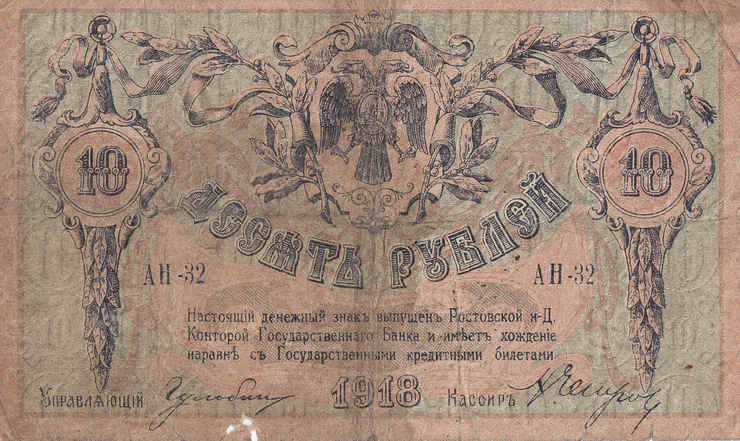 10 10
ДЕСЯТЬ РУБЛЕЙ
АН-32 АН-32
Настоящій денежный знакъ выпущенъ Ростовской н-Д.
Конторой Государственнаго Банка и имѣетъ хожденіе
наравнѣ съ Государственными кредитными билетами
Управляющій 1918 Кассиръ